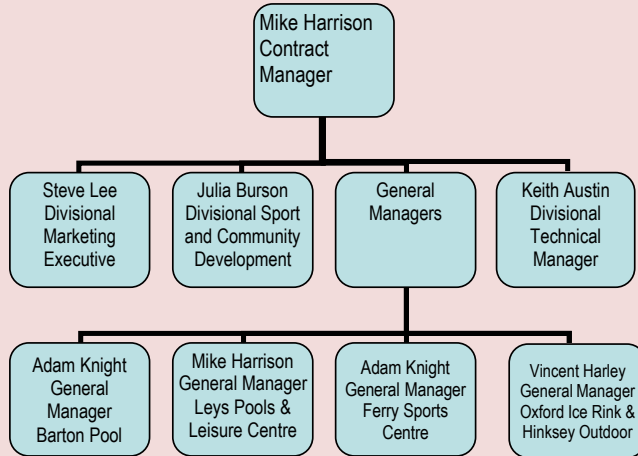 Mike Harrison
Contract
Manager
Steve Lee
Divisional
Marketing
Executive
Julia Burson
Divisional Sport
and Community
Development
General
Managers
Keith Austin
Divisional
Technical
Manager
Adam Knight
General
Manager
Barton Pool
Mike Harrison
General Manager
Leys Pools &
Leisure Centre
Adam Knight
General Manager
Ferry Sports
Centre
Vincent Harley
General Manager
Oxford Ice Rink &
Hinksey Outdoor